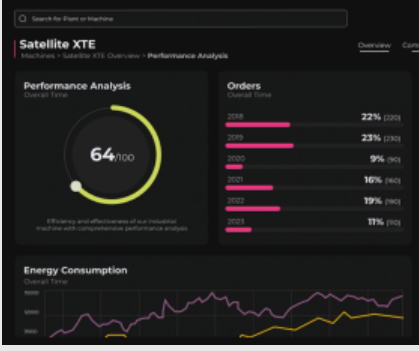 Search for Plant or Machine
Satellite XTE
Machines > Satellite XTE Overview > Performance Analysis
Overview
Performance Analysis
Overall Time
64/100
Efficiency and effectiveness of our industrial
machine with comprehensive performance analysis
Orders
Overall Time
2018 22% (220)
2019 23% (230)
2020 9% (90)
2021 16% (160)
2022 19% (190)
2023 11% (110)
Energy Consumption
Overall Time